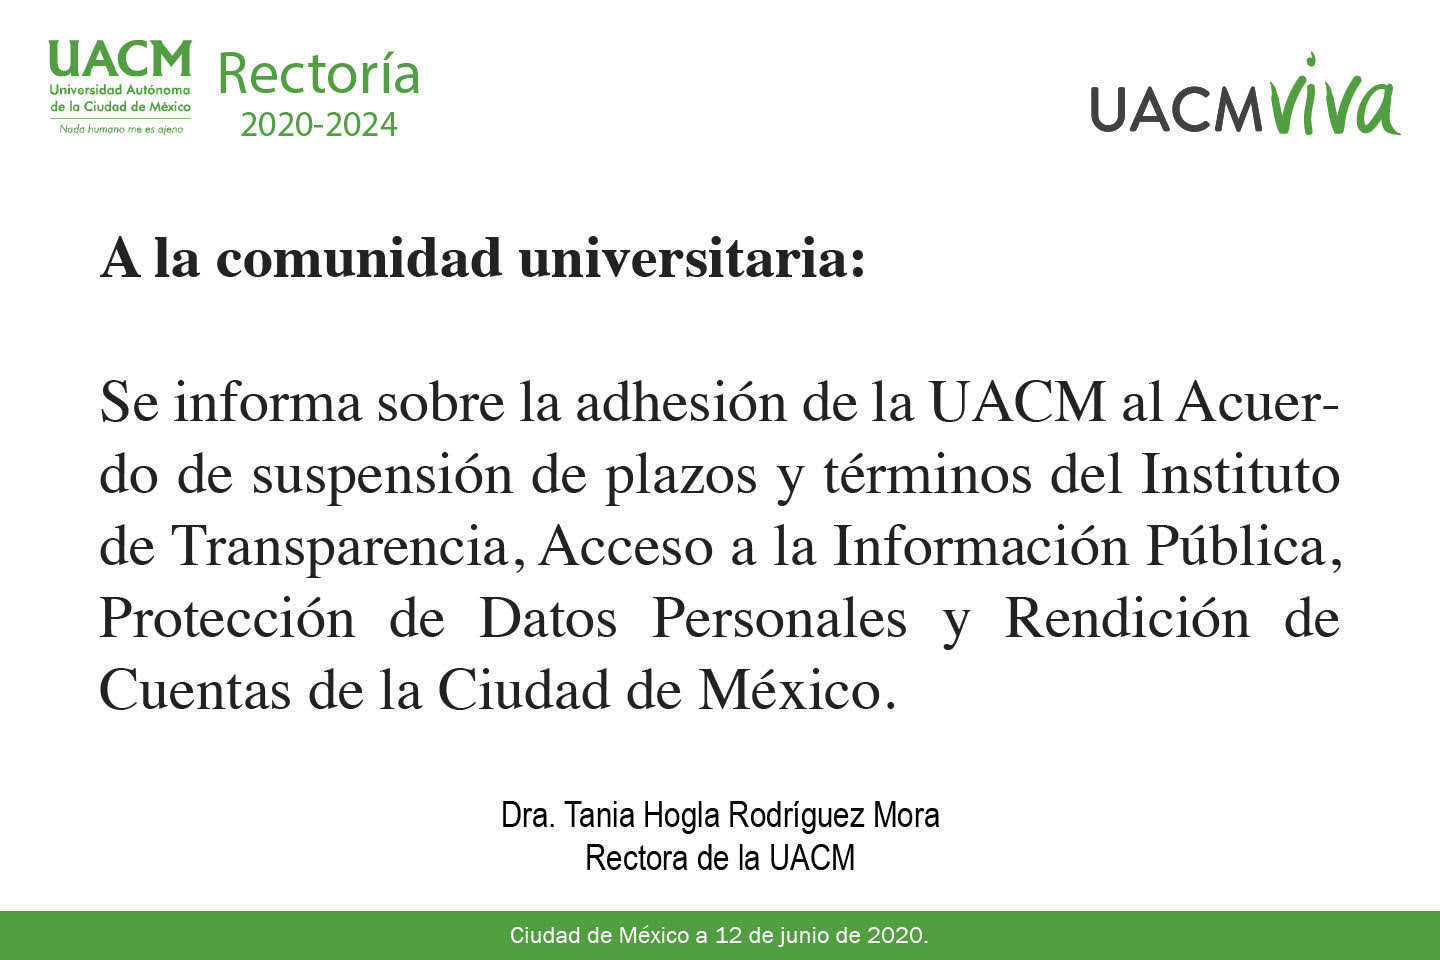 UACM
Universidad Autónoma
de la Ciudad de México
Nada humano me es ajeno
Rectoría
2020-2024
UACMviva
A la comunidad universitaria:
Se informa sobre la adhesión de la UACM al Acuer-
do de suspensión de plazos y términos del Instituto
de Transparencia, Acceso a la Información Pública,
Protección de Datos Personales y Rendición de
Cuentas de la Ciudad de México.
Dra. Tania Hogla Rodríguez Mora
Rectora de la UACM
Ciudad de México a 12 de junio de 2020.